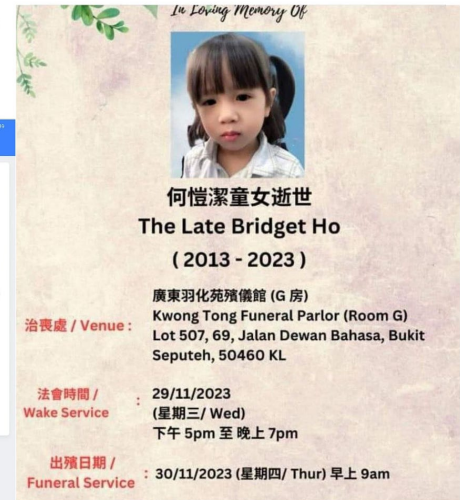 In Loving Memory Of
何愷潔童女逝世
The Late Bridget Ho
( 2013 - 2023 )
治喪處 / Venue :
廣東羽化苑殯儀館 (G 房)
Kwong Tong Funeral Parlor (Room G)
Lot 507, 69, Jalan Dewan Bahasa, Bukit
Seputeh, 50460 KL
法會時間 /
Wake Service :
29/11/2023
(星期三/ Wed)
下午 5pm 至 晚上 7pm
出殯日期 /
Funeral Service : 30/11/2023 (星期四/ Thur) 早上 9am